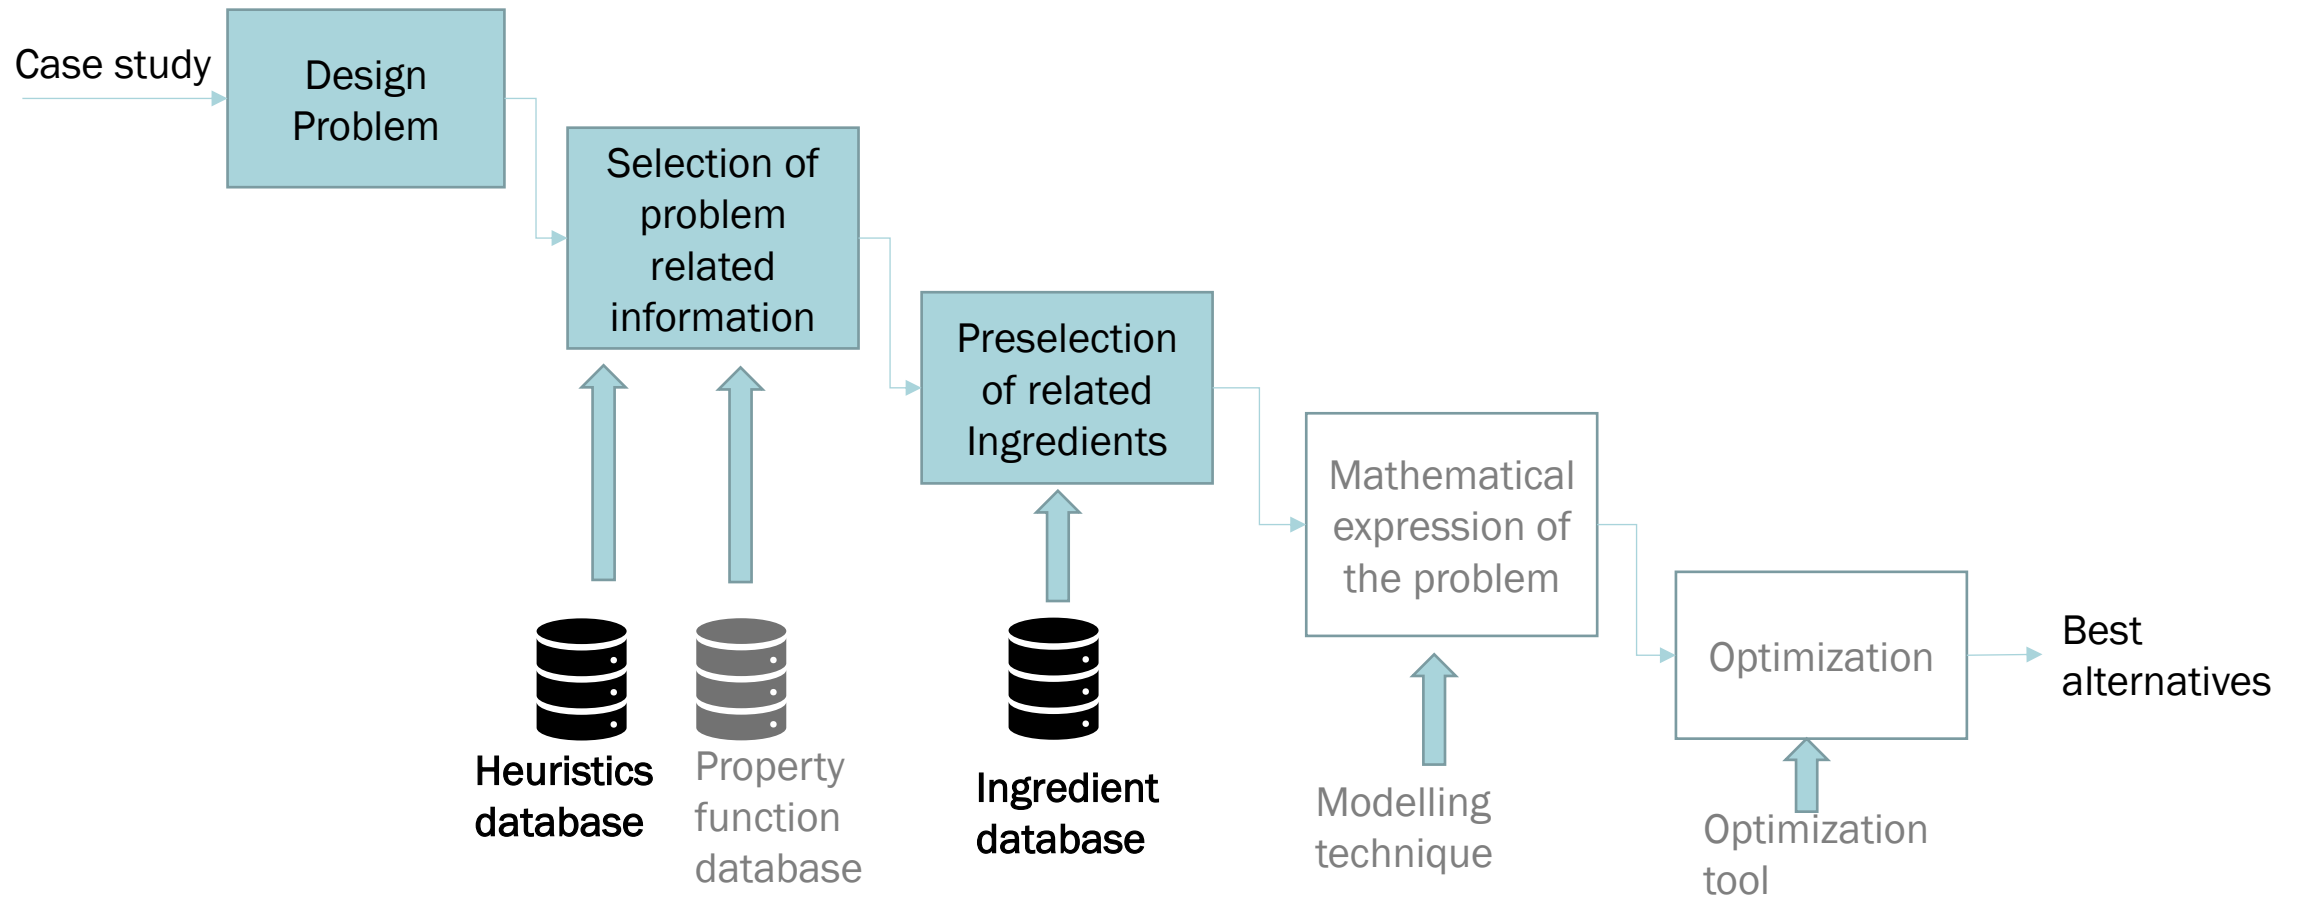 Case study
Design
Problem
Selection of
problem
related
information
Preselection
of related
Ingredients
Mathematical
expression of
the problem
Optimization
Best
alternatives
Heuristics
database
Property
function
database
Ingredient
database
Modelling
technique
Optimization
tool